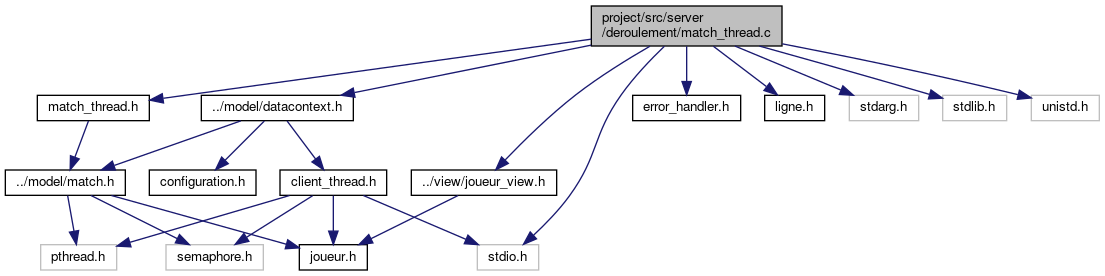 project/src/server
/deroulement/match_thread.c
match_thread.h
../model/datacontext.h
error_handler.h
ligne.h
stdarg.h
stdlib.h
unistd.h
../model/match.h
configuration.h
client_thread.h
../view/joueur_view.h
pthread.h
semaphore.h
joueur.h
stdio.h